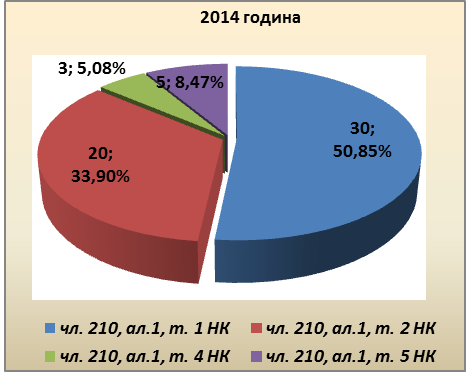 2014 година
3; 5,08%
5; 8,47%
30;
50,85%
20;
33,90%
чл. 210, ал.1, т. 1 НК
чл. 210, ал.1, т. 2 НК
чл. 210, ал.1, т. 4 НК
чл. 210, ал.1, т. 5 НК